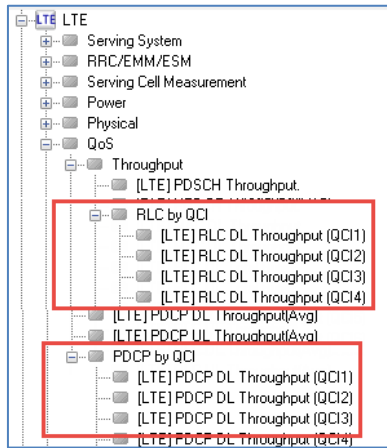 LTE LTE
Serving System
RRC/EMM/ESM
Serving Cell Measurement
Power
Physical
QoS
Throughput
[LTE] PDSCH Throughput.
RLC by QCI
[LTE] RLC DL Throughput (QCI1)
[LTE] RLC DL Throughput (QCI2)
[LTE] RLC DL Throughput (QCI3)
[LTE] RLC DL Throughput (QCI4)
[LTE] PDCP DL Throughput(Avg)
[LTE] PDCP UL Throughput(Avg)
PDCP by QCI
[LTE] PDCP DL Throughput (QCI1)
[LTE] PDCP DL Throughput (QCI2)
[LTE] PDCP DL Throughput (QCI3)
[LTE] PDCP DL Throughput (QCI4)